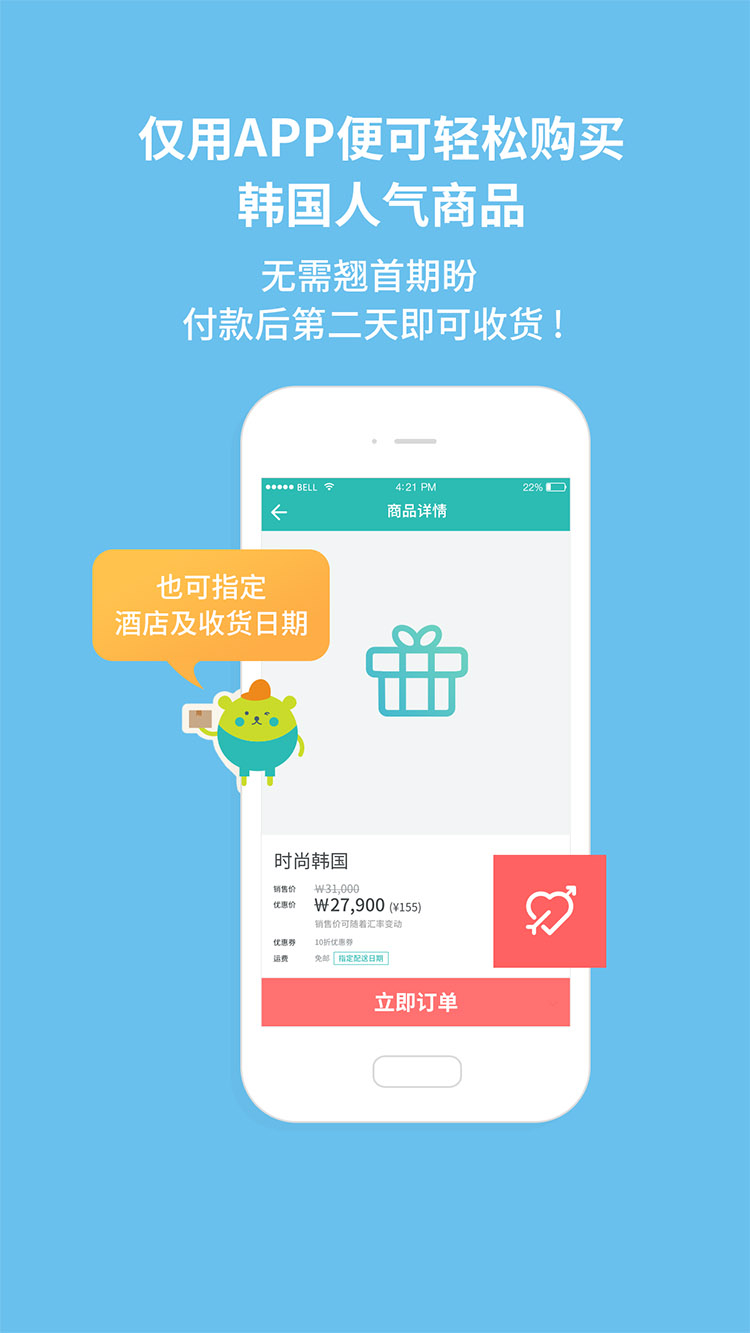 仅用APP便可轻松购买
韩国人气商品
无需翘首期盼
付款后第二天即可收货！
BELL 4:21 PM 22%
商品详情
也可指定
酒店及收货日期
时尚韩国
销售价 ₩31,000
优惠价 ₩27,900 (¥155)
销售价可随着汇率变动
优惠券 10折优惠券
运费 免邮 指定配送日期
立即订单